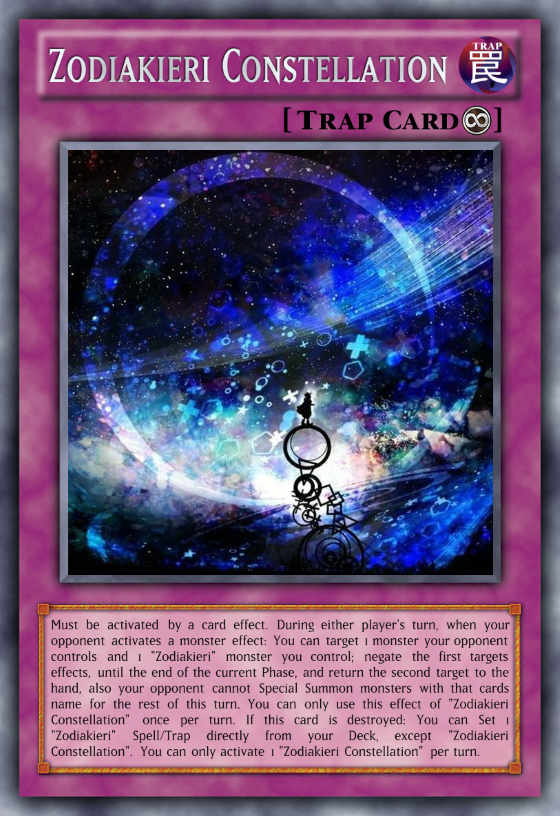 Zodiakieri Constellation
TRAP
罠
[Trap Card∞]
Must be activated by a card effect. During either player's turn, when your
opponent activates a monster effect: You can target 1 monster your opponent
controls and 1 "Zodiakieri" monster you control; negate the first targets
effects, until the end of the current Phase, and return the second target to the
hand, also your opponent cannot Special Summon monsters with that cards
name for the rest of this turn. You can only use this effect of "Zodiakieri
Constellation" once per turn. If this card is destroyed: You can Set 1
"Zodiakieri" Spell/Trap directly from your Deck, except "Zodiakieri
Constellation". You can only activate 1 "Zodiakieri Constellation" per turn.